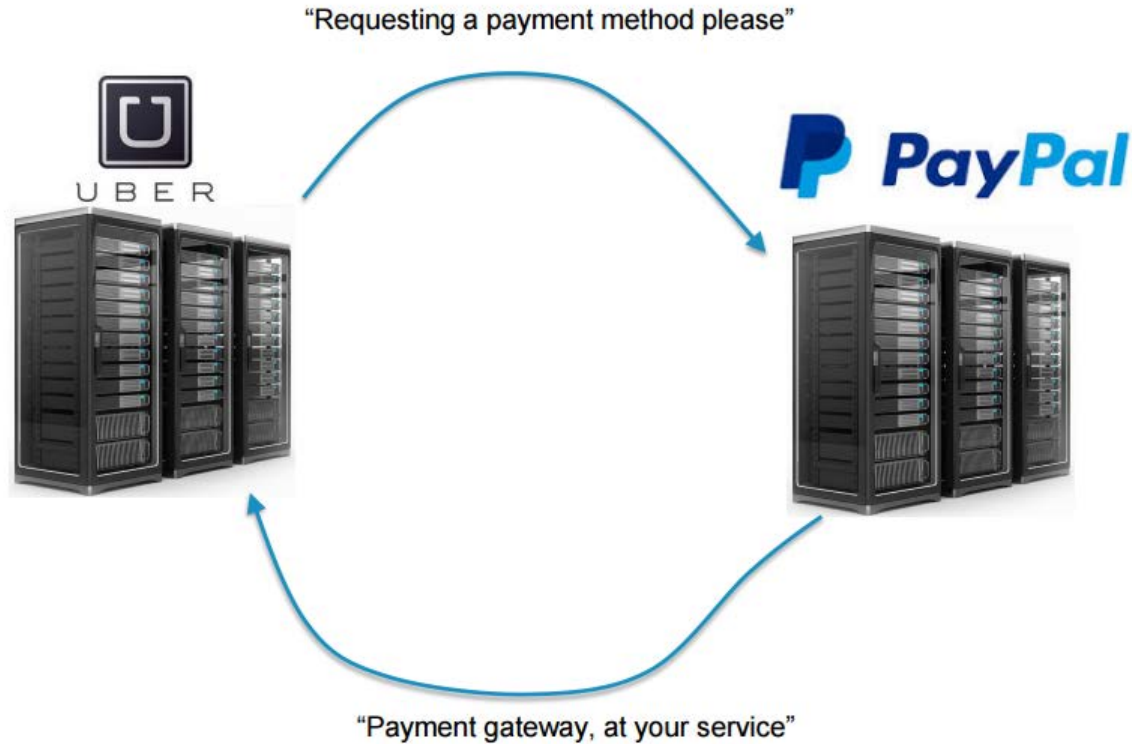 “Requesting a payment method please”
U
UBER
P PayPal
“Payment gateway, at your service”